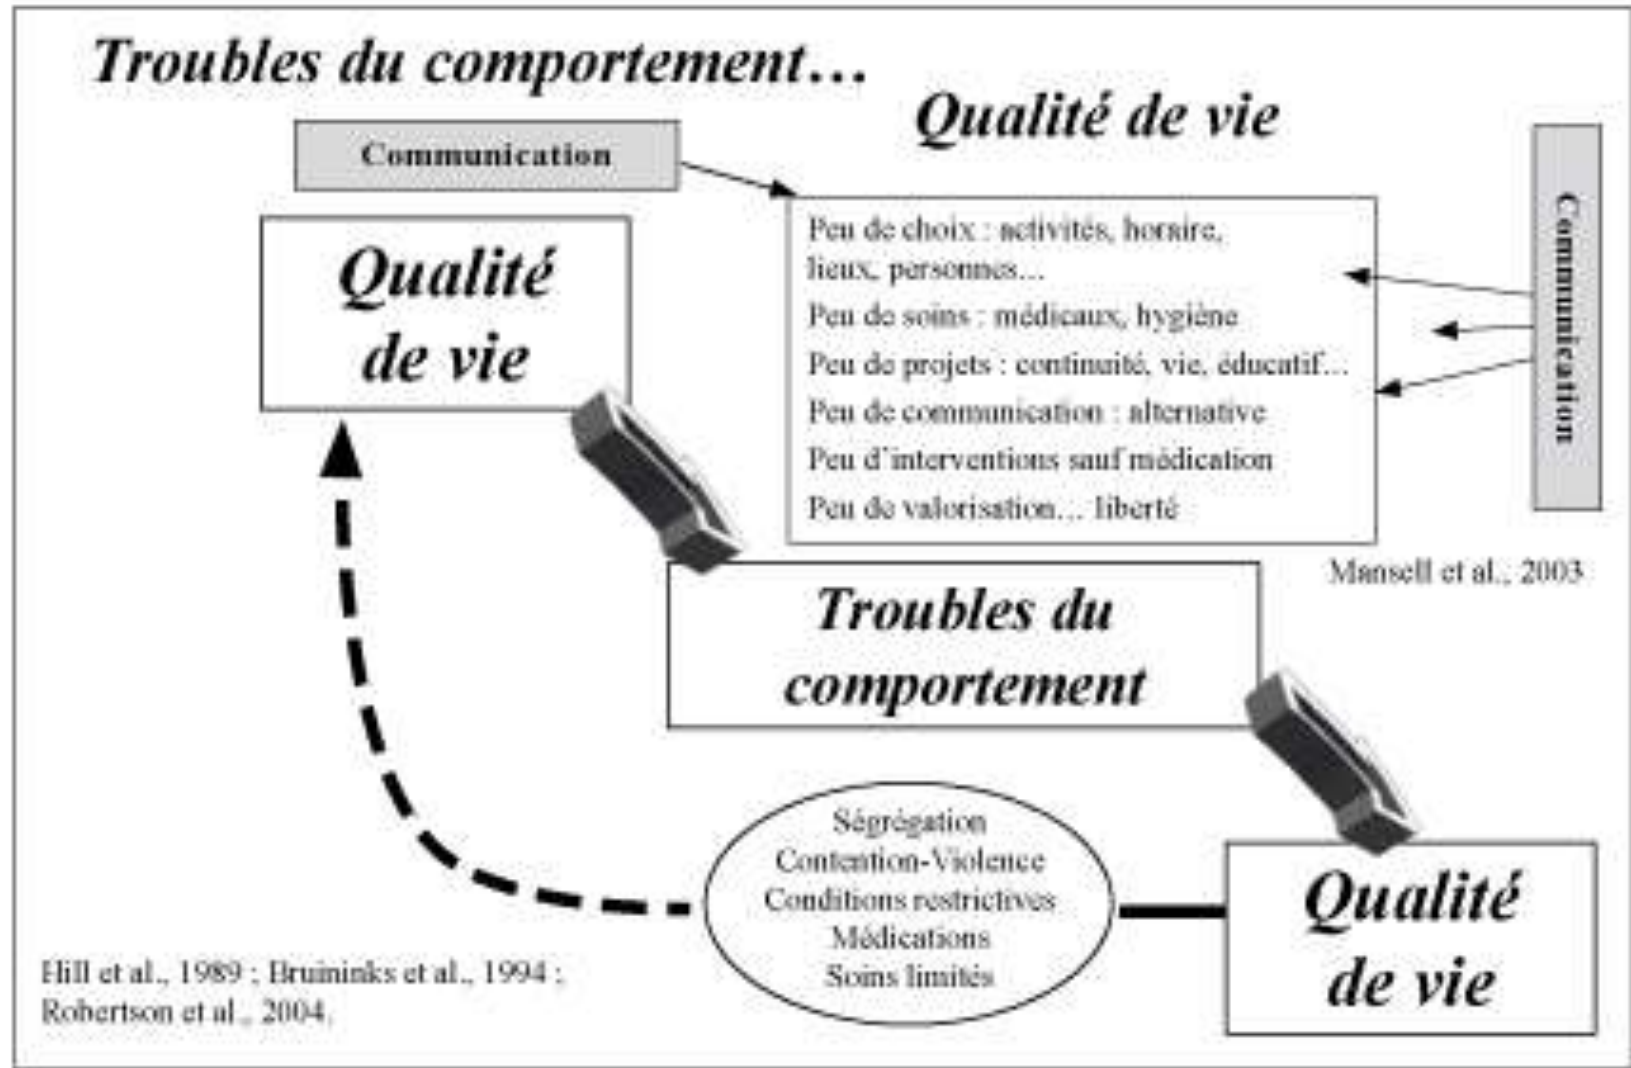 Troubles du comportement…
Qualité de vie
Communication
Qualité
de vie
Peu de choix : activités, horaire,
lieux, personnes…
Peu de soins : médicaux, hygiène
Peu de projets : continuité, vie, éducatif…
Peu de communication : alternative
Peu d'interventions sauf médication
Peu de valorisation… liberté
Communication
Mansell et al., 2003
Troubles du
comportement
Ségrégation
Contention-Violence
Conditions restrictives
Médications
Soins limités
Qualité
de vie
Hill et al., 1989 ; Bruininks et al., 1994 ;
Robertson et al., 2004.